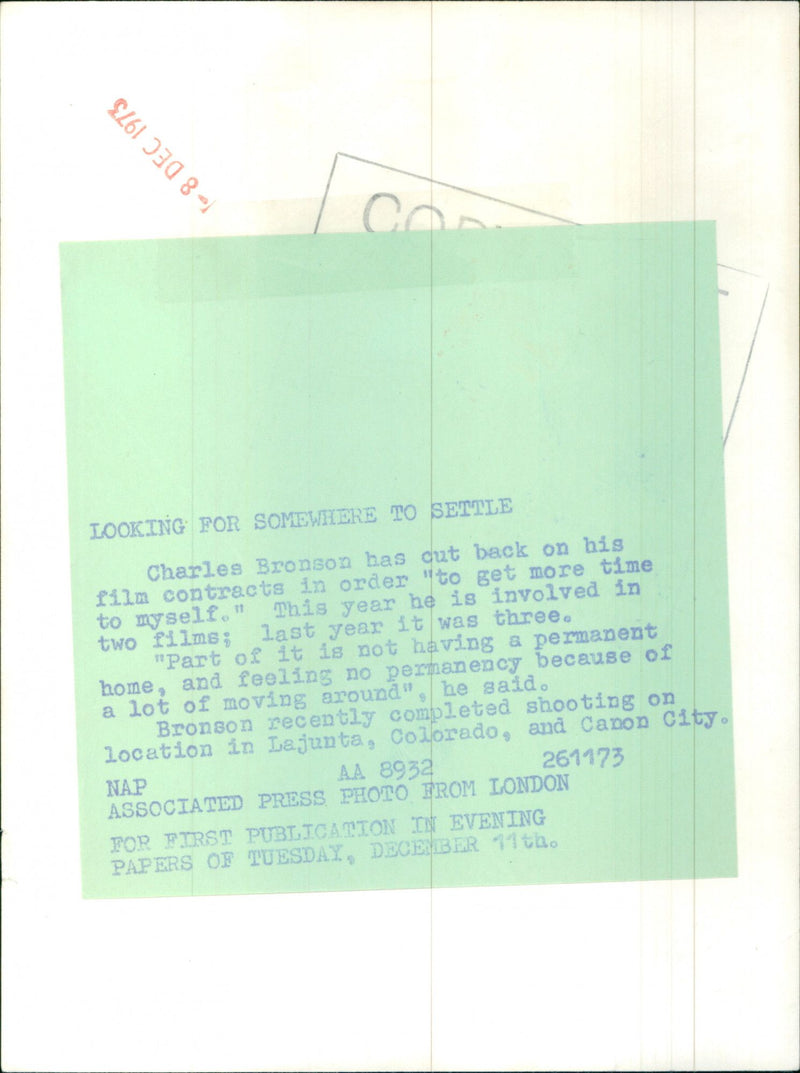 -8 DEC 1973
LOOKING FOR SOMEWHERE TO SETTLE
Charles Bronson has cut back on his
film contracts in order "to get more time
to myself." This year he is involved in
two films; last year it was three.
"Part of it is not having a permanent
home, and feeling no permanency because of
a lot of moving around", he said.
Bronson recently completed shooting on
location in Lajunta, Colorado, and Canon City.
NAP AA 8932 261173
ASSOCIATED PRESS PHOTO FROM LONDON
FOR FIRST PUBLICATION IN EVENING
PAPERS OF TUESDAY, DECEMBER 11th.